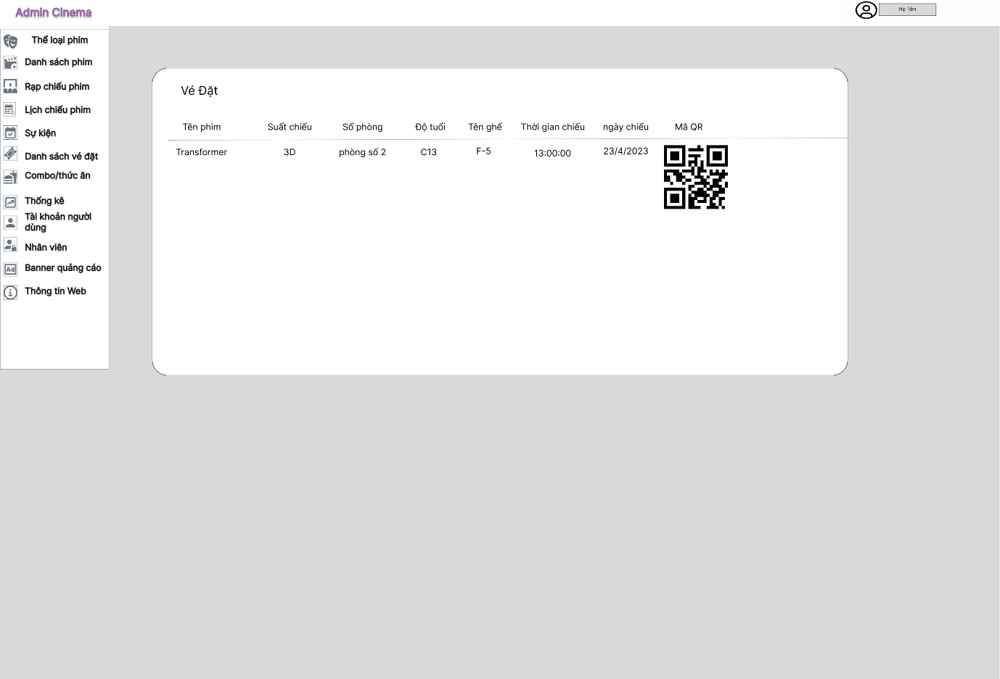 Admin Cinema
Họ Tên
Thể loại phim
Danh sách phim
Rạp chiếu phim
Lịch chiếu phim
Sự kiện
Danh sách vé đặt
Combo/thức ăn
Thống kê
Tài khoản người
dùng
Nhân viên
Ad
Banner quảng cáo
Thông tin Web
Vé Đặt
Tên phim Suất chiếu Số phòng Độ tuổi Tên ghế Thời gian chiếu ngày chiếu Mã QR
Transformer 3D phòng số 2 C13 F-5 13:00:00 23/4/2023